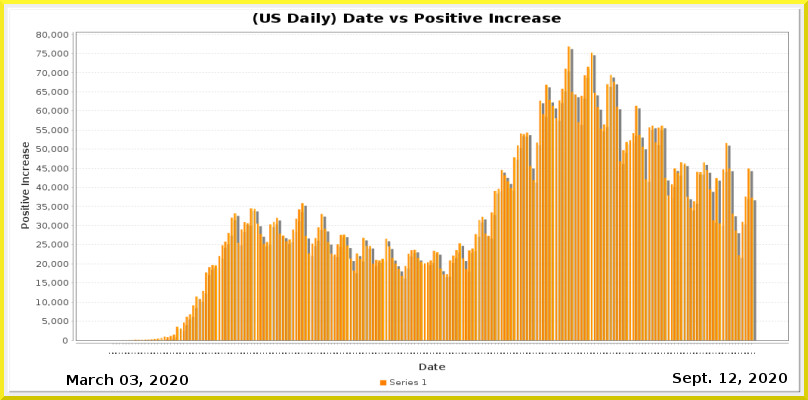 (US Daily) Date vs Positive Increase
80,000
75,000
70,000
65,000
60,000
55,000
50,000
45,000
40,000
35,000
30,000
25,000
20,000
15,000
10,000
5,000
0
Positive Increase
Date
March 03, 2020
Series 1
Sept. 12, 2020